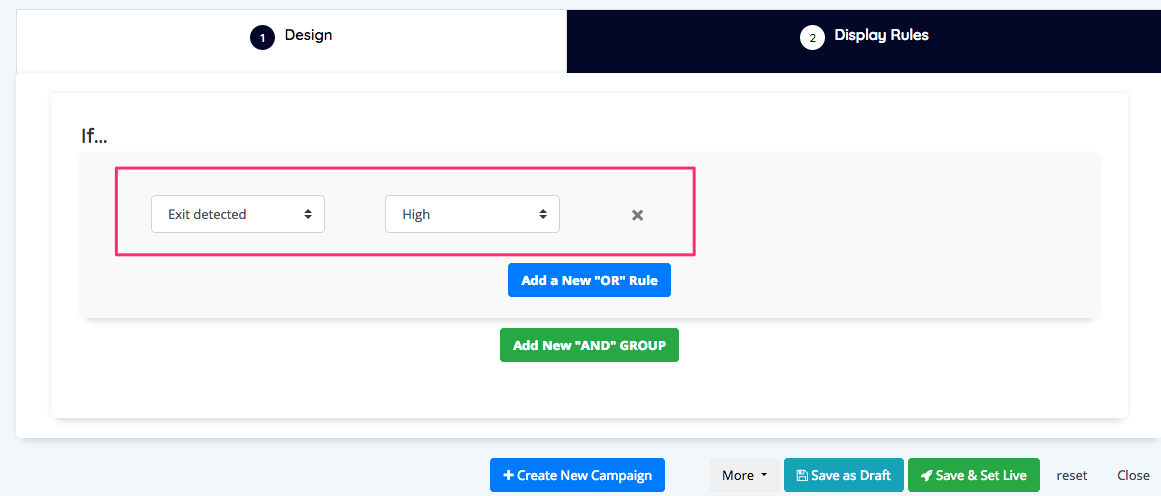 1 Design
2 Display Rules
If...
Exit detected High
Add a New "OR" Rule
Add New "AND" GROUP
Create New Campaign More Save as Draft Save & Set Live reset Close